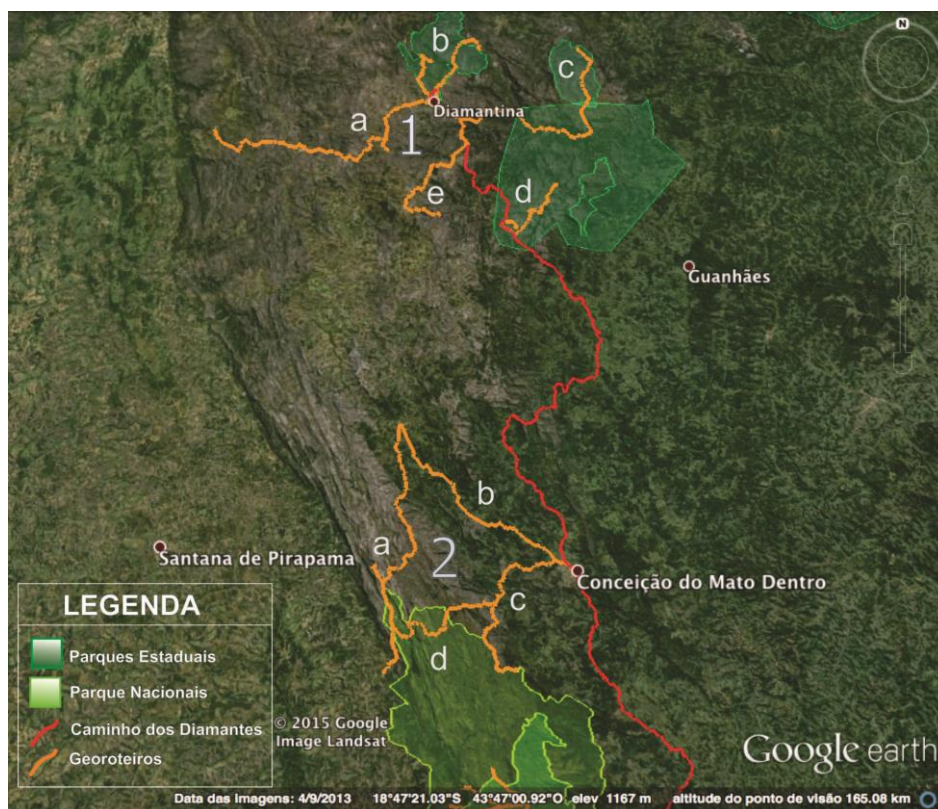 N
b
c
Diamantina
a
1
e
d
Guanhães
b
a
Santana de Pirapama
2
Conceição do Mato Dentro
c
d
LEGENDA
Parques Estaduais
Parque Nacionais
Caminho dos Diamantes
Georoteiros
© 2015 Google
Image Landsat
Google earth
Data das Imagens: 4/9/2013 18°47'21.03"S 43°47'00.92"O elev 1167 m altitude do ponto de visão 165.08 km